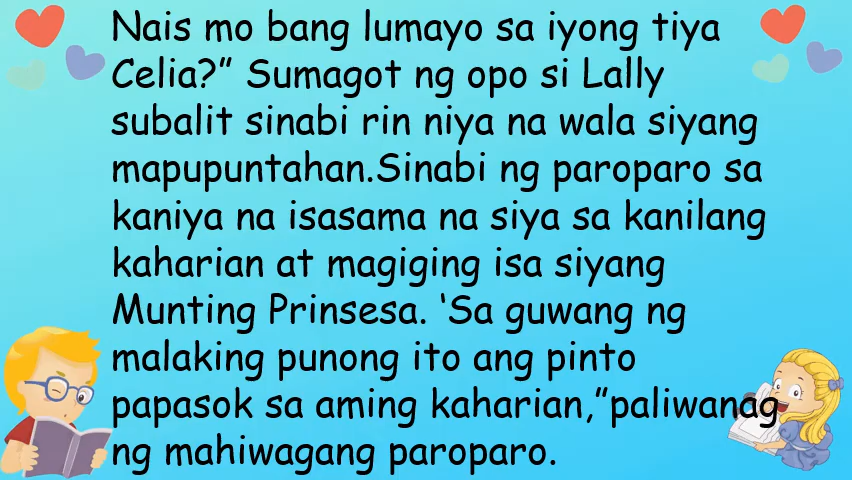 Nais mo bang lumayo sa iyong tiya
Celia?” Sumagot ng opo si Lally
subalit sinabi rin niya na wala siyang
mapupuntahan.Sinabi ng paroparo sa
kaniya na isasama na siya sa kanilang
kaharian at magiging isa siyang
Munting Prinsesa. ‘Sa guwang ng
malaking punong ito ang pinto
papasok sa aming kaharian,”paliwanag
ng mahiwagang paroparo.